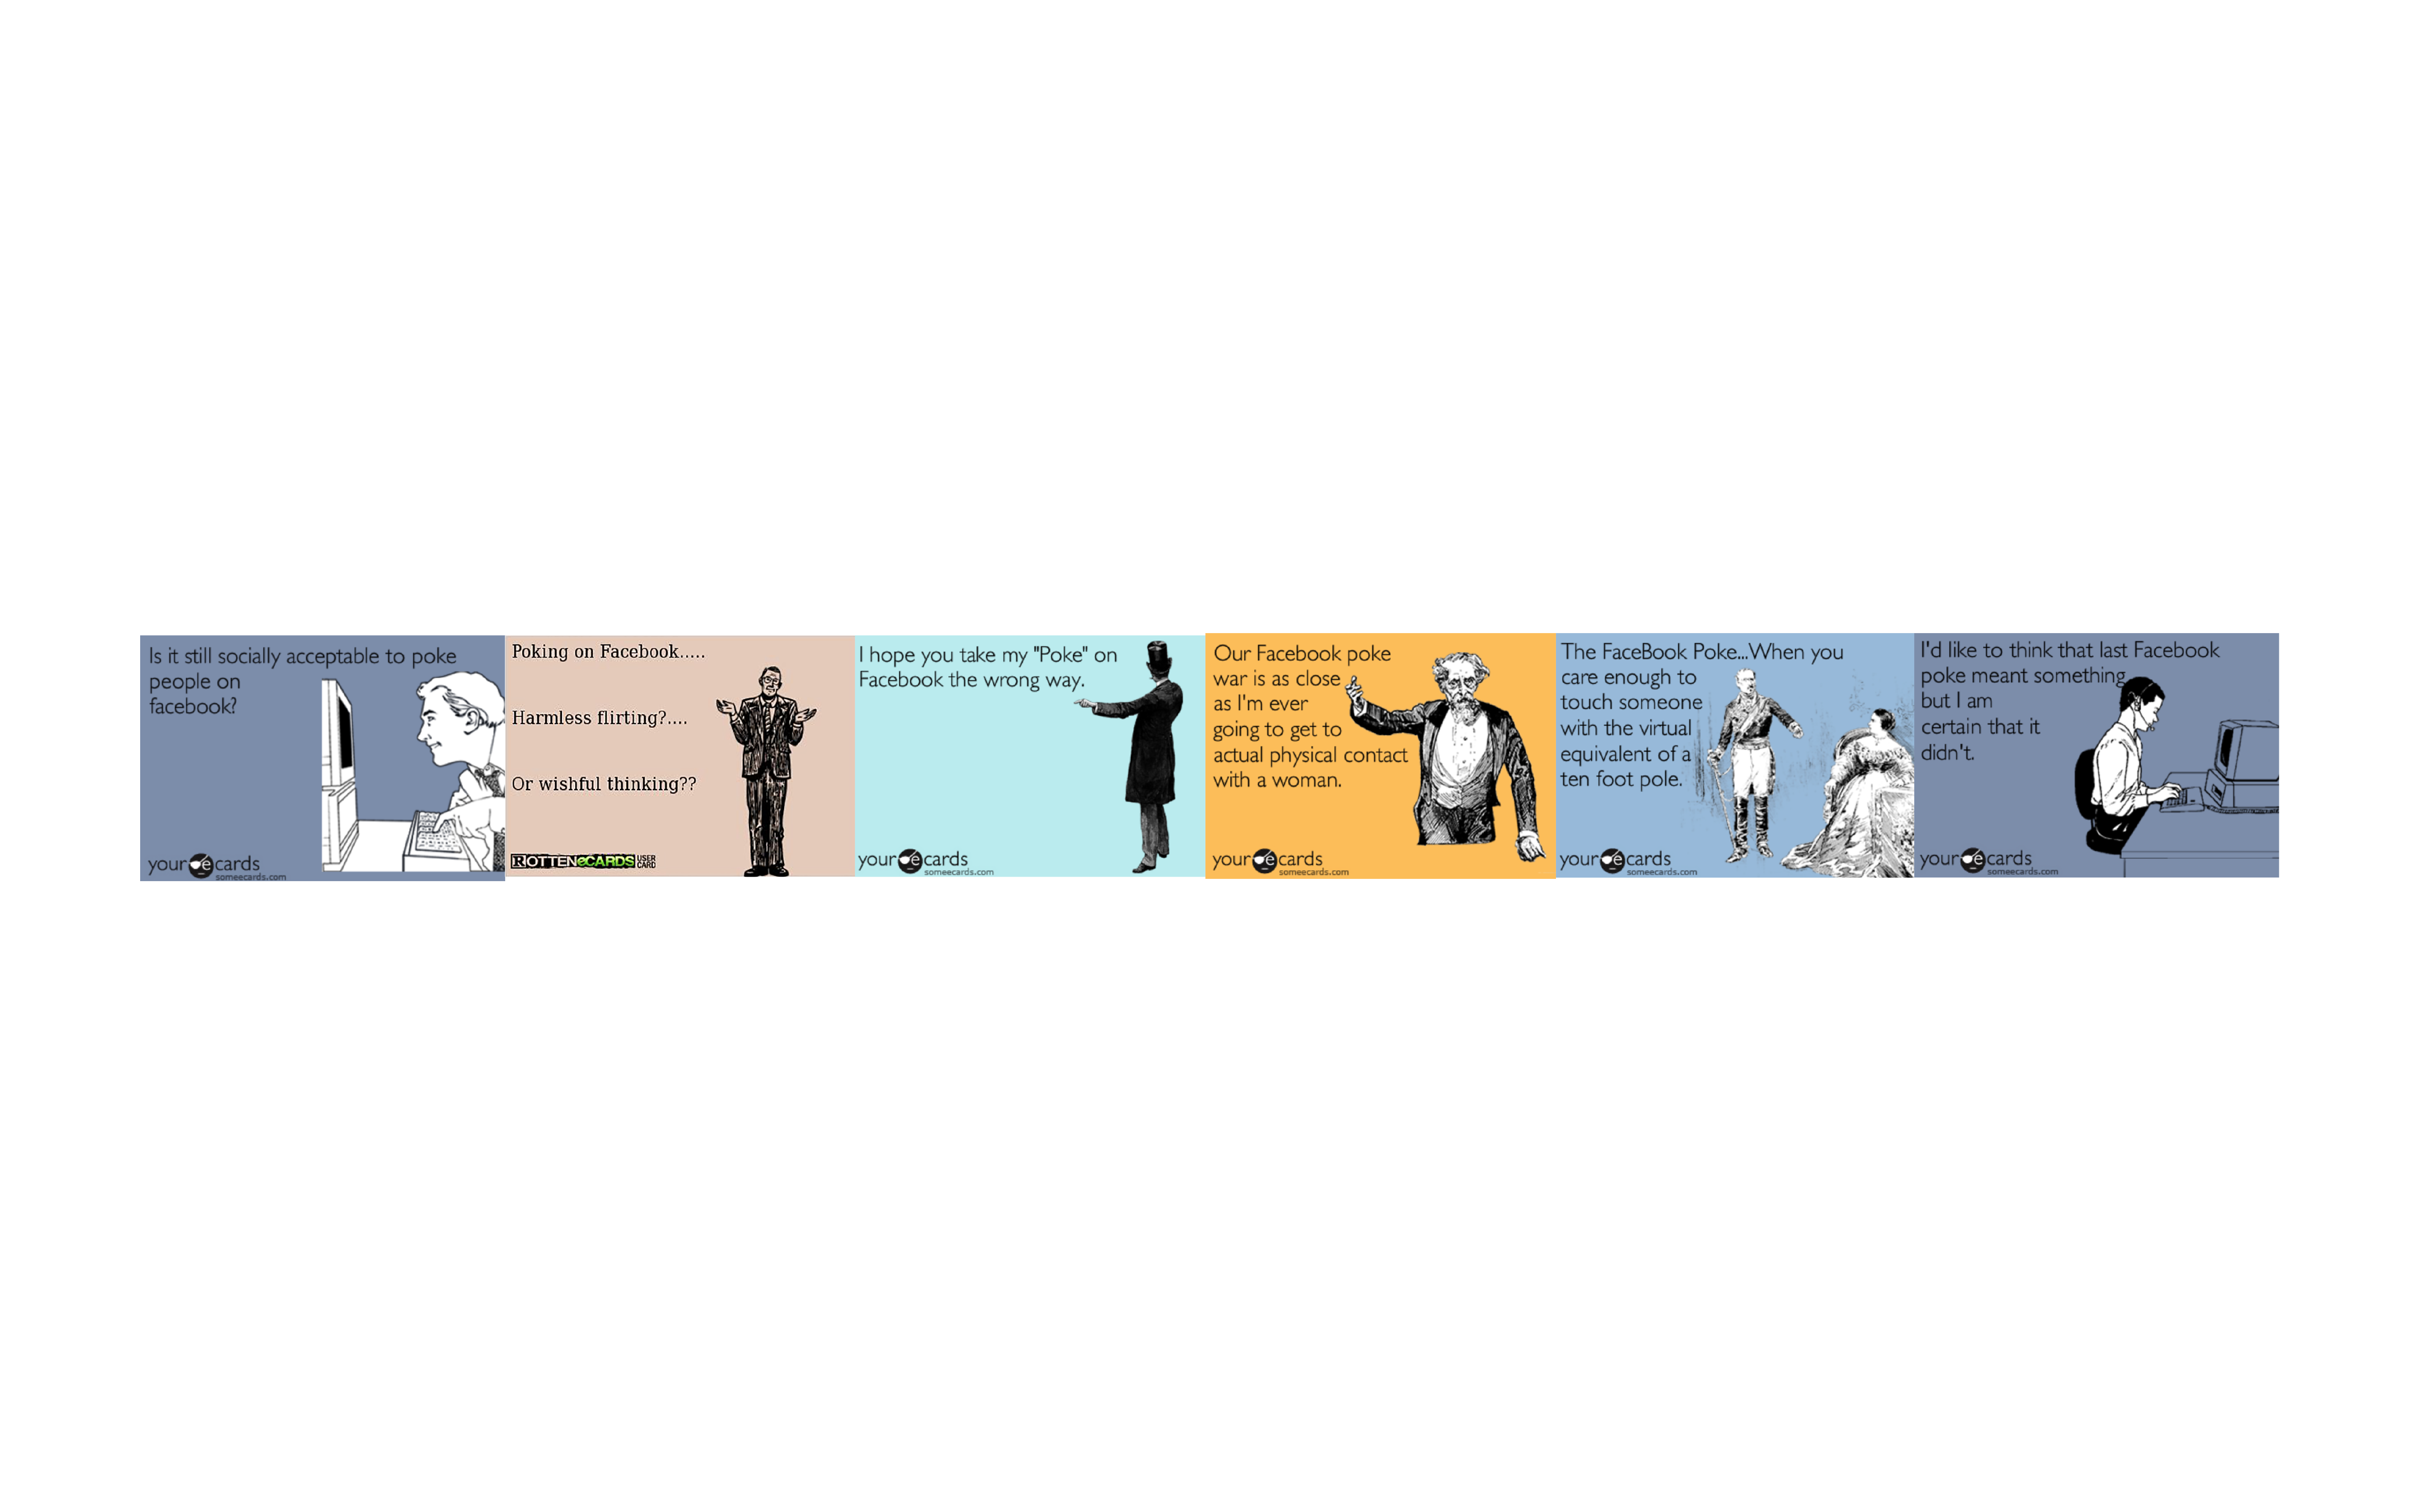 Is it still socially acceptable to poke
people on
facebook?
your e cards
someecards.com
Poking on Facebook.....
Harmless flirting?....
Or wishful thinking??
ROTTENeCARDS USER CARD
I hope you take my "Poke" on
Facebook the wrong way.
your e cards
someecards.com
Our Facebook poke
war is as close
as I'm ever
going to get to
actual physical contact
with a woman.
your e cards
someecards.com
The FaceBook Poke...When you
care enough to
touch someone
with the virtual
equivalent of a
ten foot pole.
your e cards
someecards.com
I'd like to think that last Facebook
poke meant something
but I am
certain that it
didn't.
your e cards
someecards.com